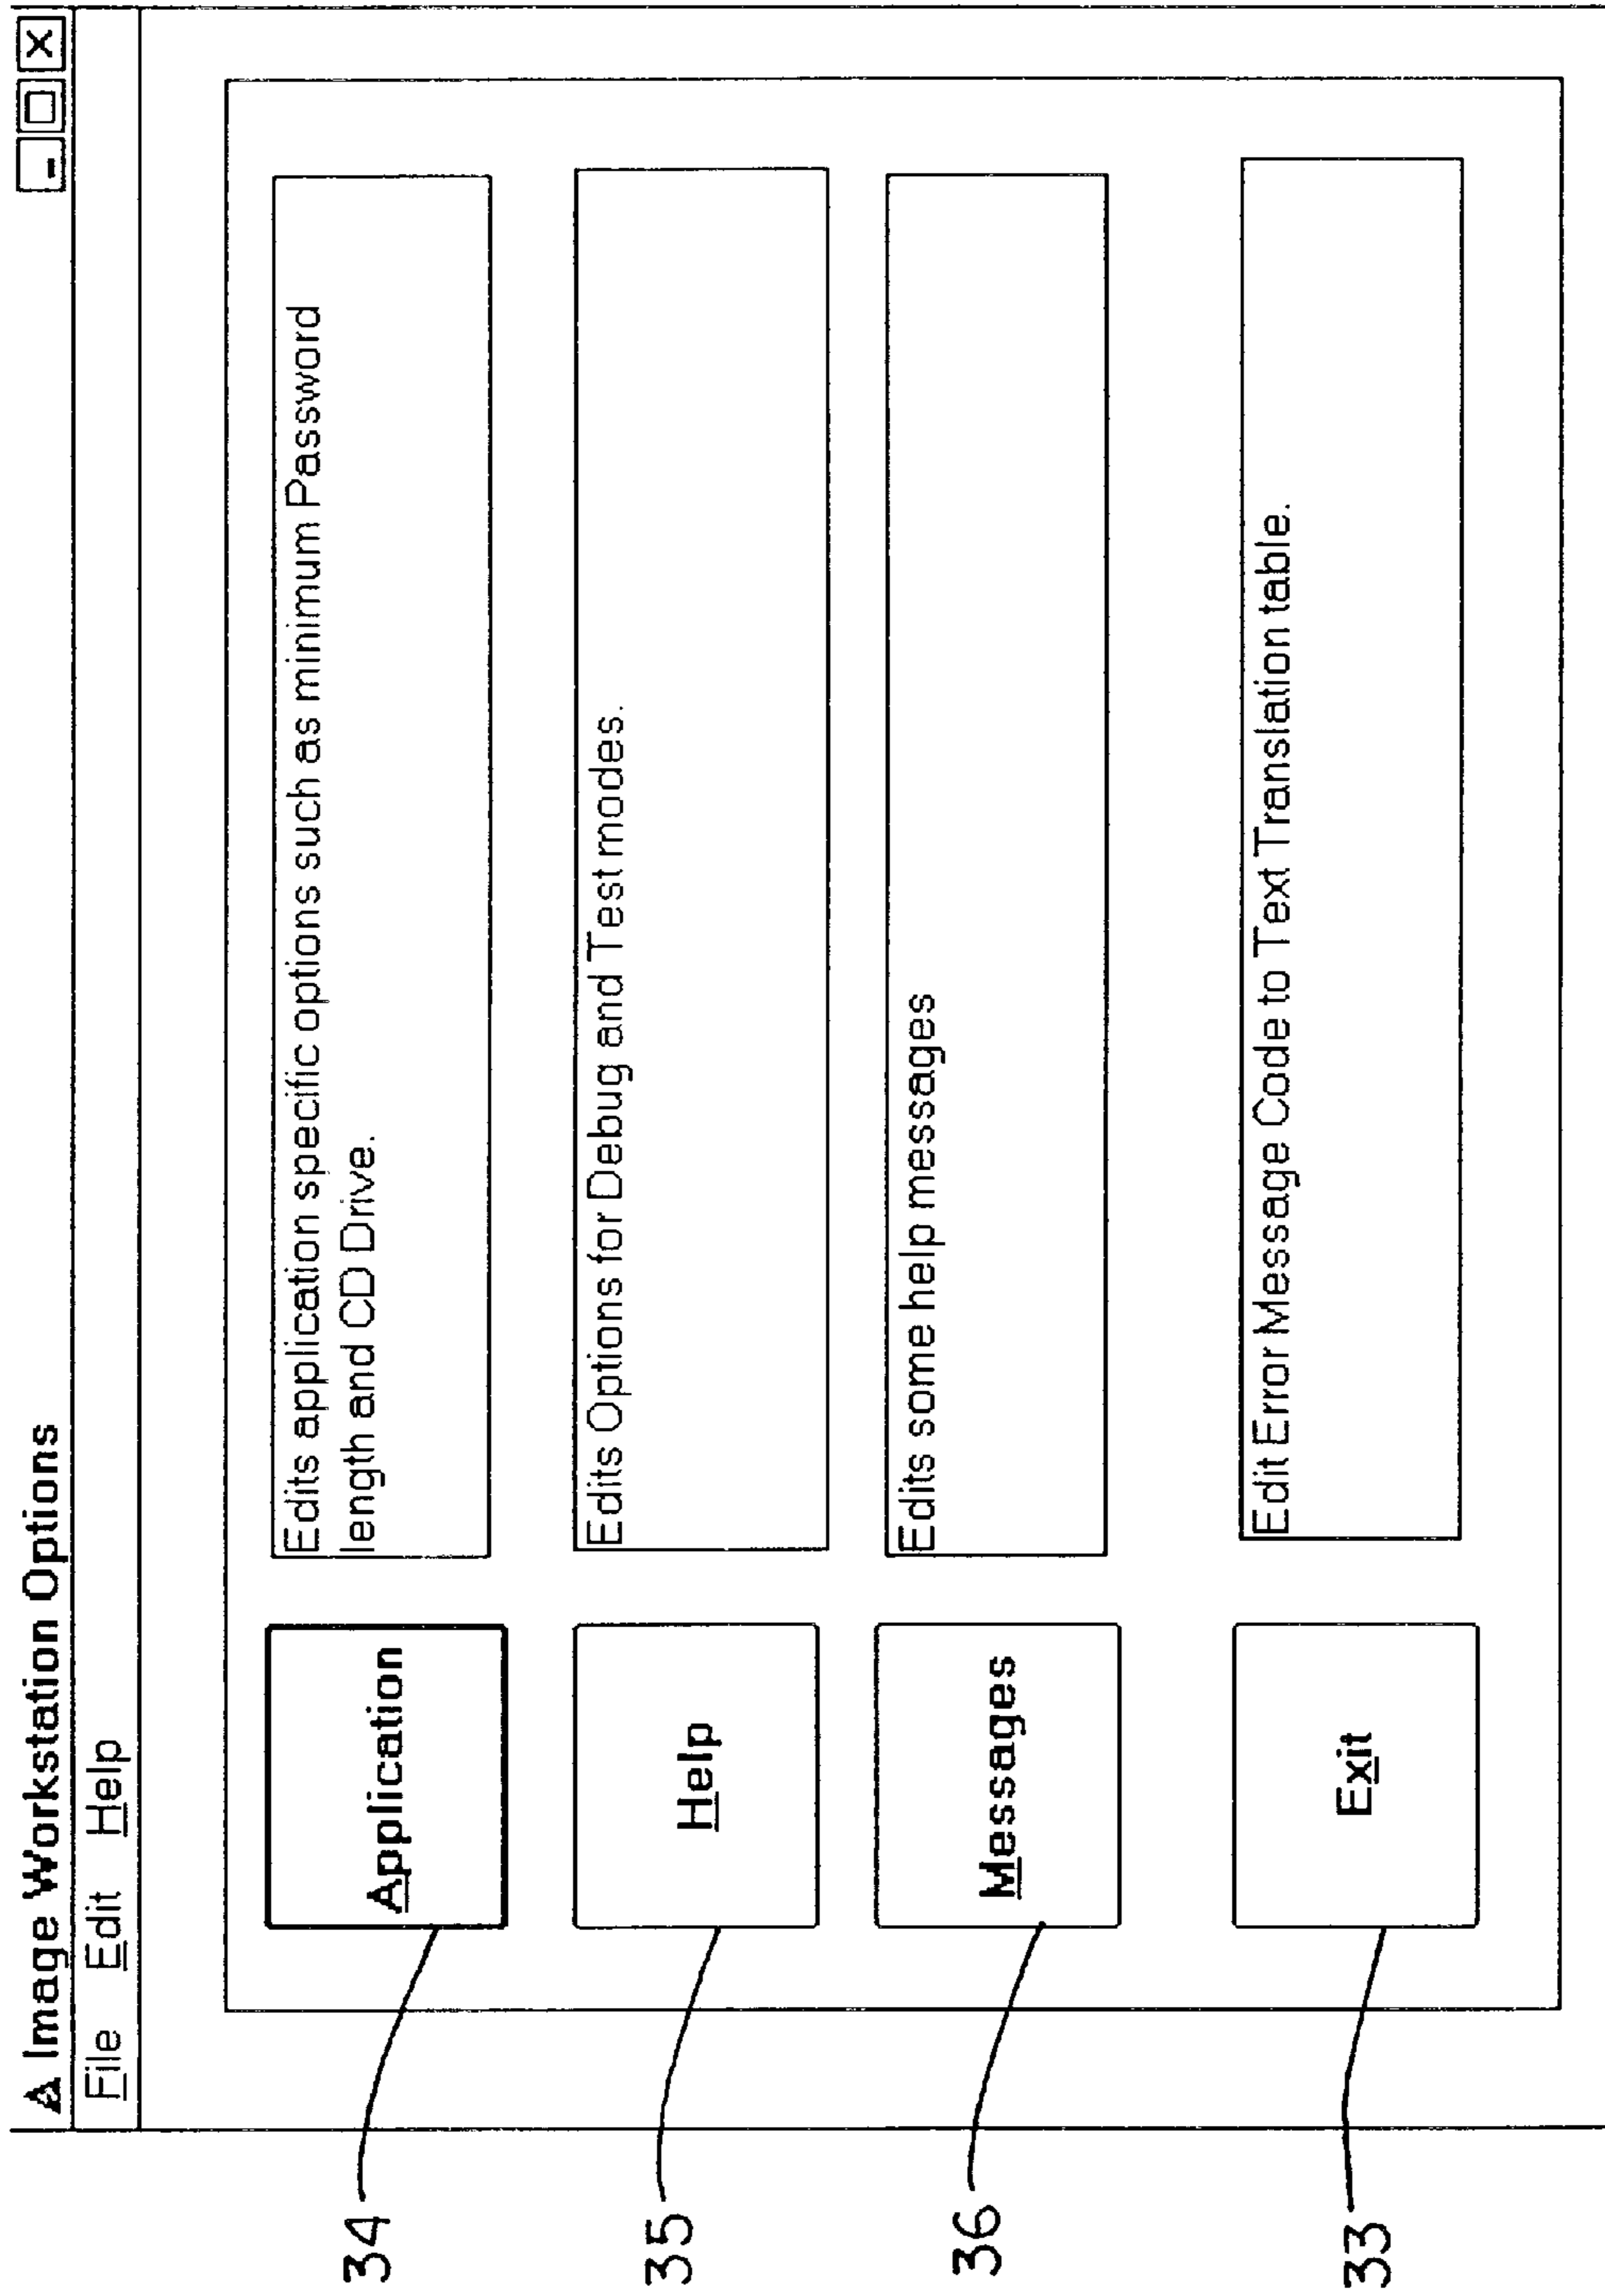 Image Workstation Options
File Edit Help
34
Application
Edits application specific options such as minimum Password
length and CD Drive.
35
Help
Edits Options for Debug and Test modes.
36
Messages
Edits some help messages
33
Exit
Edit Error Message Code to Text Translation table.